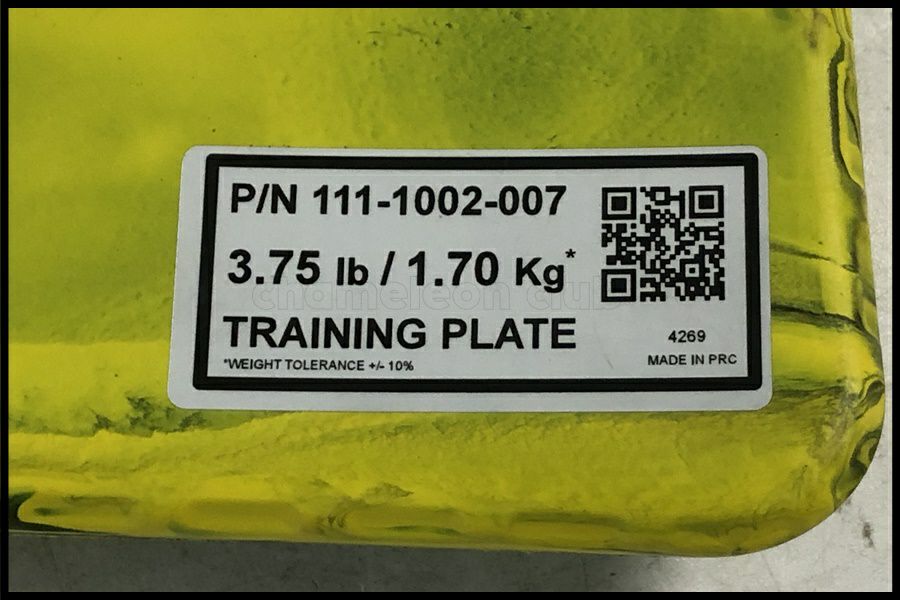 P/N 111-1002-007
3.75 lb / 1.70 Kg*
chameleon club
TRAINING PLATE
*WEIGHT TOLERANCE +/- 10%
4269
MADE IN PRC